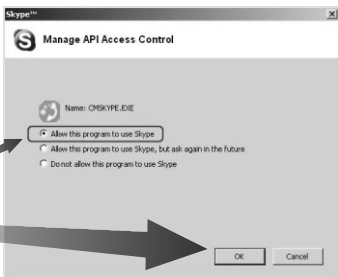 Skype™
Manage API Access Control
Name: CMSKYPE.EXE
Allow this program to use Skype
Allow this program to use Skype, but ask again in the future
Do not allow this program to use Skype
OK
Cancel